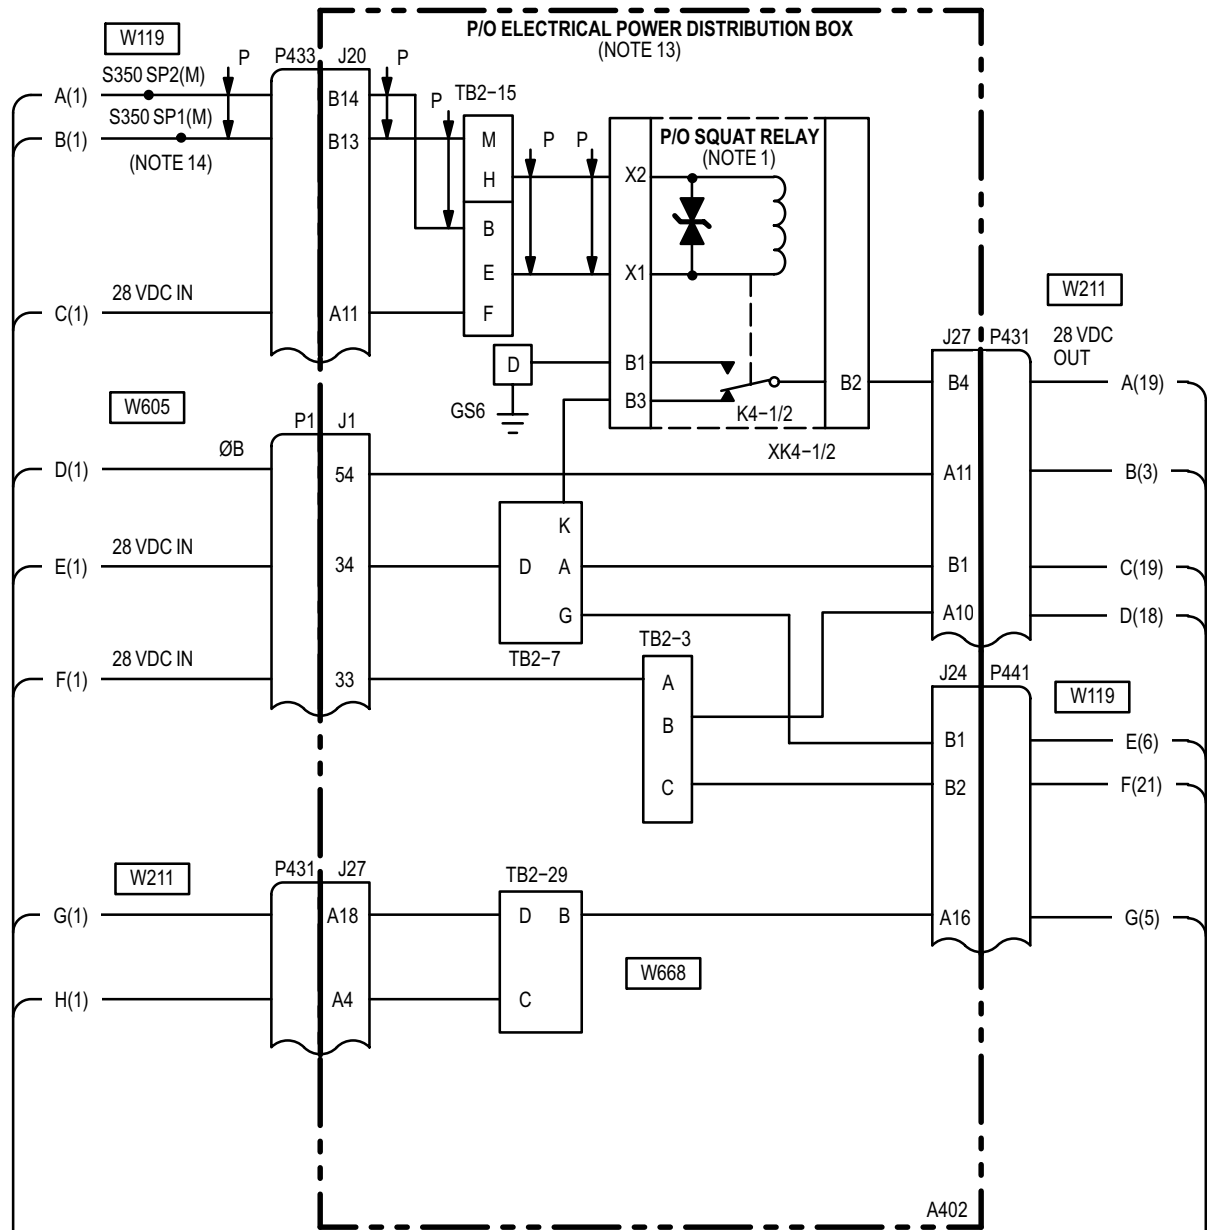 P/O ELECTRICAL POWER DISTRIBUTION BOX
(NOTE 13)
W119
P433 J20
P P
S350 SP2(M)
A(1)
B14
S350 SP1(M)
B(1)
B13
(NOTE 14)
P
TB2−15
M
H
B
E
F
P P
P/O SQUAT RELAY
(NOTE 1)
X2
X1
28 VDC IN
C(1)
A11
D
GS6
B1
B3
B2
K4−1/2
XK4−1/2
W211
J27 P431
28 VDC
OUT
B4
A(19)
W605
P1 J1
ØB
D(1)
54
A11
B(3)
28 VDC IN
E(1)
34
K
D A
G
TB2−7
B1
C(19)
A10
D(18)
28 VDC IN
F(1)
33
TB2−3
A
B
C
J24 P441
W119
B1
E(6)
B2
F(21)
W211
P431 J27
TB2−29
G(1)
A18
D B
A16
G(5)
W668
H(1)
A4
C
A402